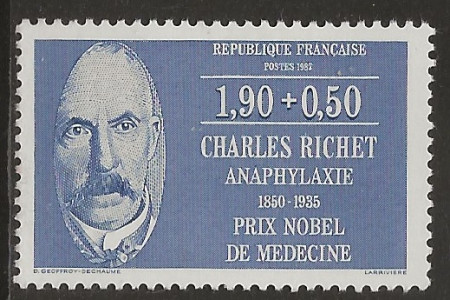 REPUBLIQUE FRANÇAISE
POSTES 1987
1,90 + 0,50
CHARLES RICHET
ANAPHYLAXIE
1850 - 1935
PRIX NOBEL
DE MEDECINE
D. GEOFFROY-DECHAUME
LARRIVIERE